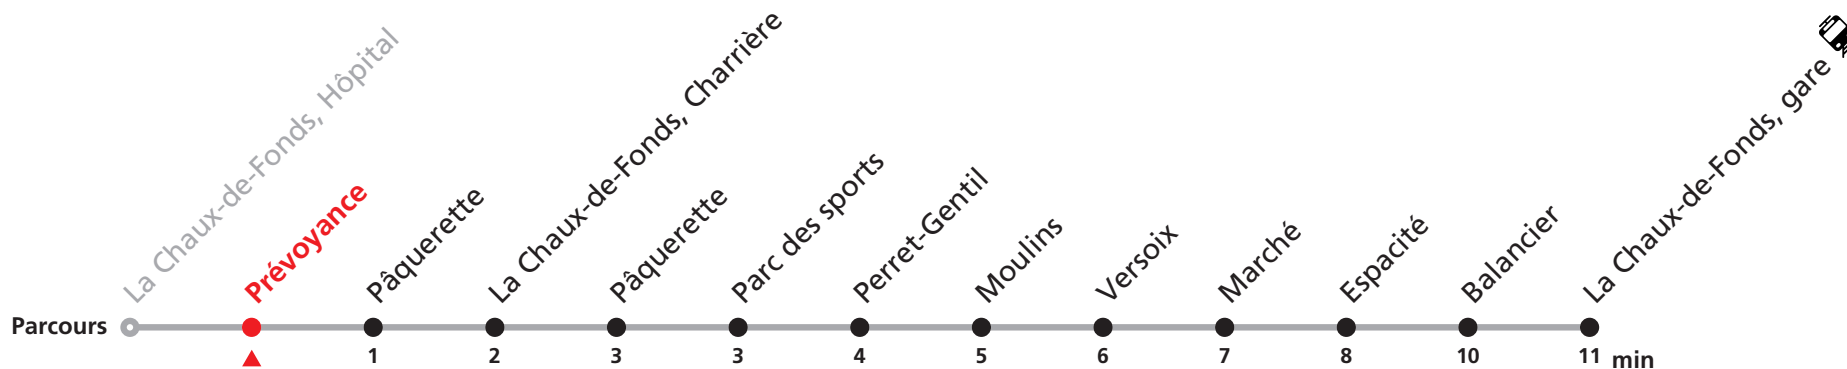 La Chaux-de-Fonds, Hôpital
Prévoyance
Pâquerette
La Chaux-de-Fonds, Charrière
Pâquerette
Parc des sports
Perret-Gentil
Moulins
Versoix
Marché
Espacité
Balancier
La Chaux-de-Fonds, gare
Parcours
1 2 3 3 4 5 6 7 8 10 11 min